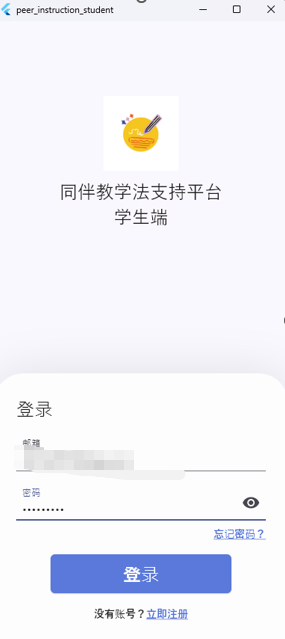 peer_instruction_student
同伴教学法支持平台
学生端
登录
邮箱
密码
•••••••••
忘记密码？
登录
没有账号？立即注册